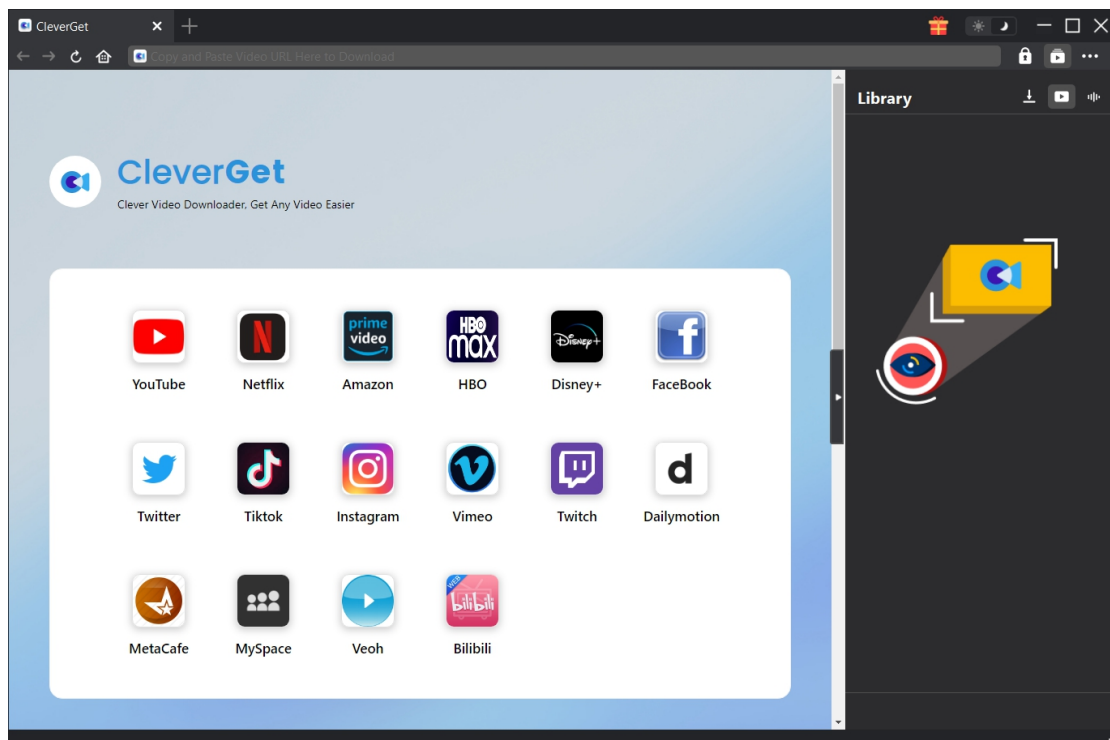 CleverGet
Copy and Paste Video URL Here to Download
Library
CleverGet
Clever Video Downloader, Get Any Video Easier
prime video
HBO max
Disney+
YouTube
Netflix
Amazon
HBO
Disney+
FaceBook
Twitter
Tiktok
Instagram
Vimeo
Twitch
Dailymotion
WEB
bilibili
MetaCafe
MySpace
Veoh
Bilibili